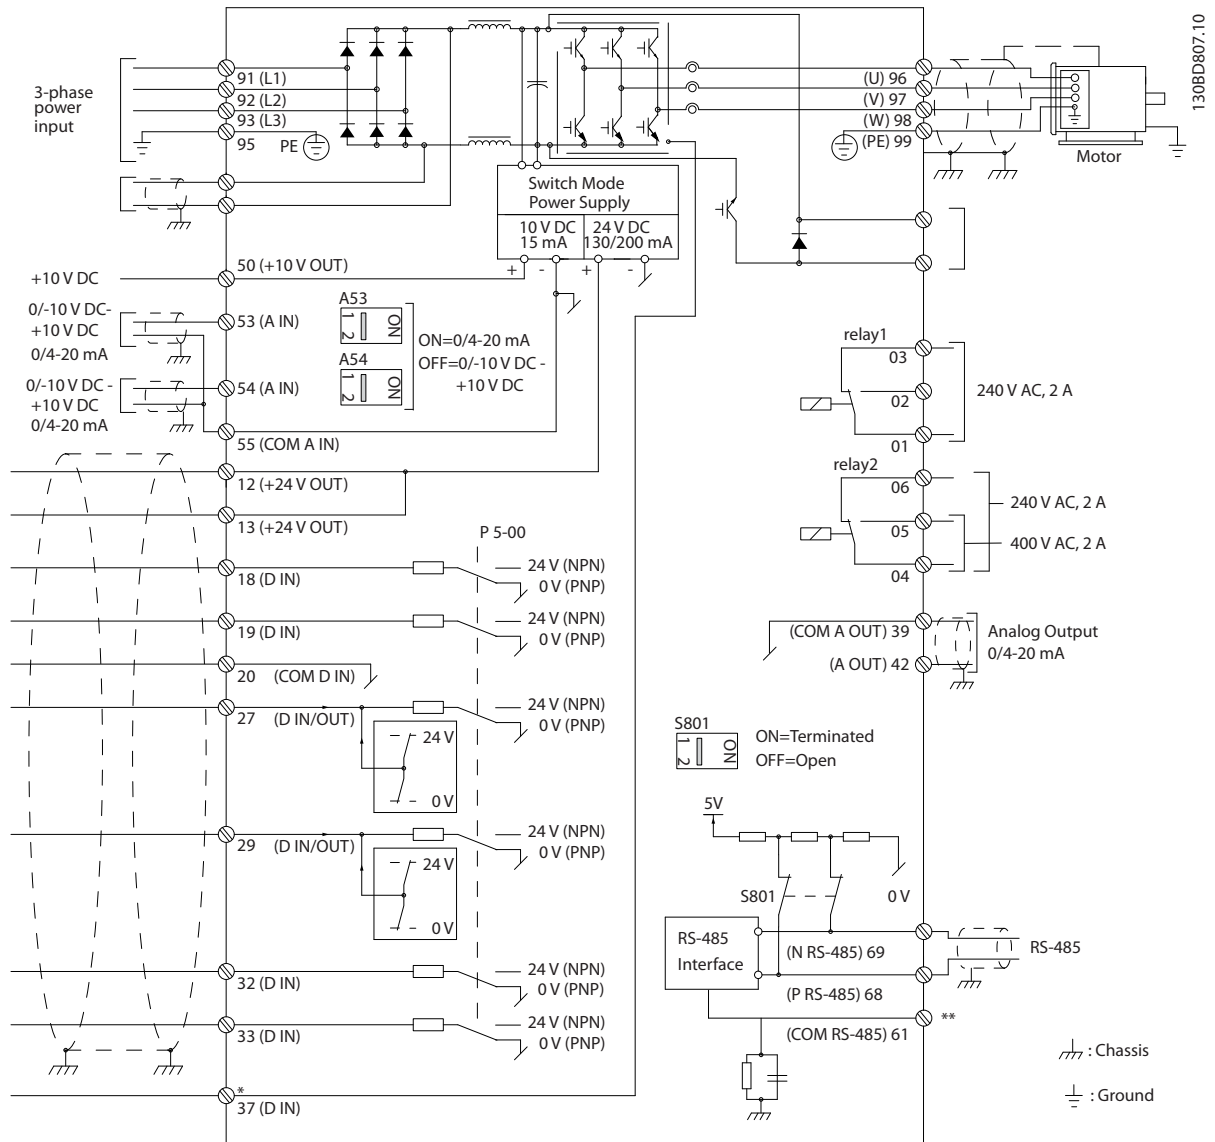 130BD807.10
3-phase
power
input
91 (L1)
92 (L2)
93 (L3)
95
PE
(U) 96
(V) 97
(W) 98
(PE) 99
Motor
Switch Mode
Power Supply
10 V DC
15 mA
24 V DC
130/200 mA
+
-
+
-
+10 V DC
50 (+10 V OUT)
0/-10 V DC-
+10 V DC
0/4-20 mA
53 (A IN)
0/-10 V DC -
+10 V DC
0/4-20 mA
54 (A IN)
55 (COM A IN)
A53
1 2
ON
A54
1 2
ON
ON=0/4-20 mA
OFF=0/-10 V DC -
+10 V DC
12 (+24 V OUT)
13 (+24 V OUT)
P 5-00
18 (D IN)
24 V (NPN)
0 V (PNP)
19 (D IN)
24 V (NPN)
0 V (PNP)
20 (COM D IN)
27 (D IN/OUT)
24 V (NPN)
0 V (PNP)
24 V
0 V
29 (D IN/OUT)
24 V (NPN)
0 V (PNP)
24 V
0 V
32 (D IN)
24 V (NPN)
0 V (PNP)
33 (D IN)
24 V (NPN)
0 V (PNP)
*
37 (D IN)
relay1
03
02
01
240 V AC, 2 A
relay2
06
05
04
240 V AC, 2 A
400 V AC, 2 A
(COM A OUT) 39
(A OUT) 42
Analog Output
0/4-20 mA
S801
1 2
ON
ON=Terminated
OFF=Open
5V
S801
0 V
RS-485
Interface
(N RS-485) 69
(P RS-485) 68
(COM RS-485) 61
RS-485
**
: Chassis
: Ground